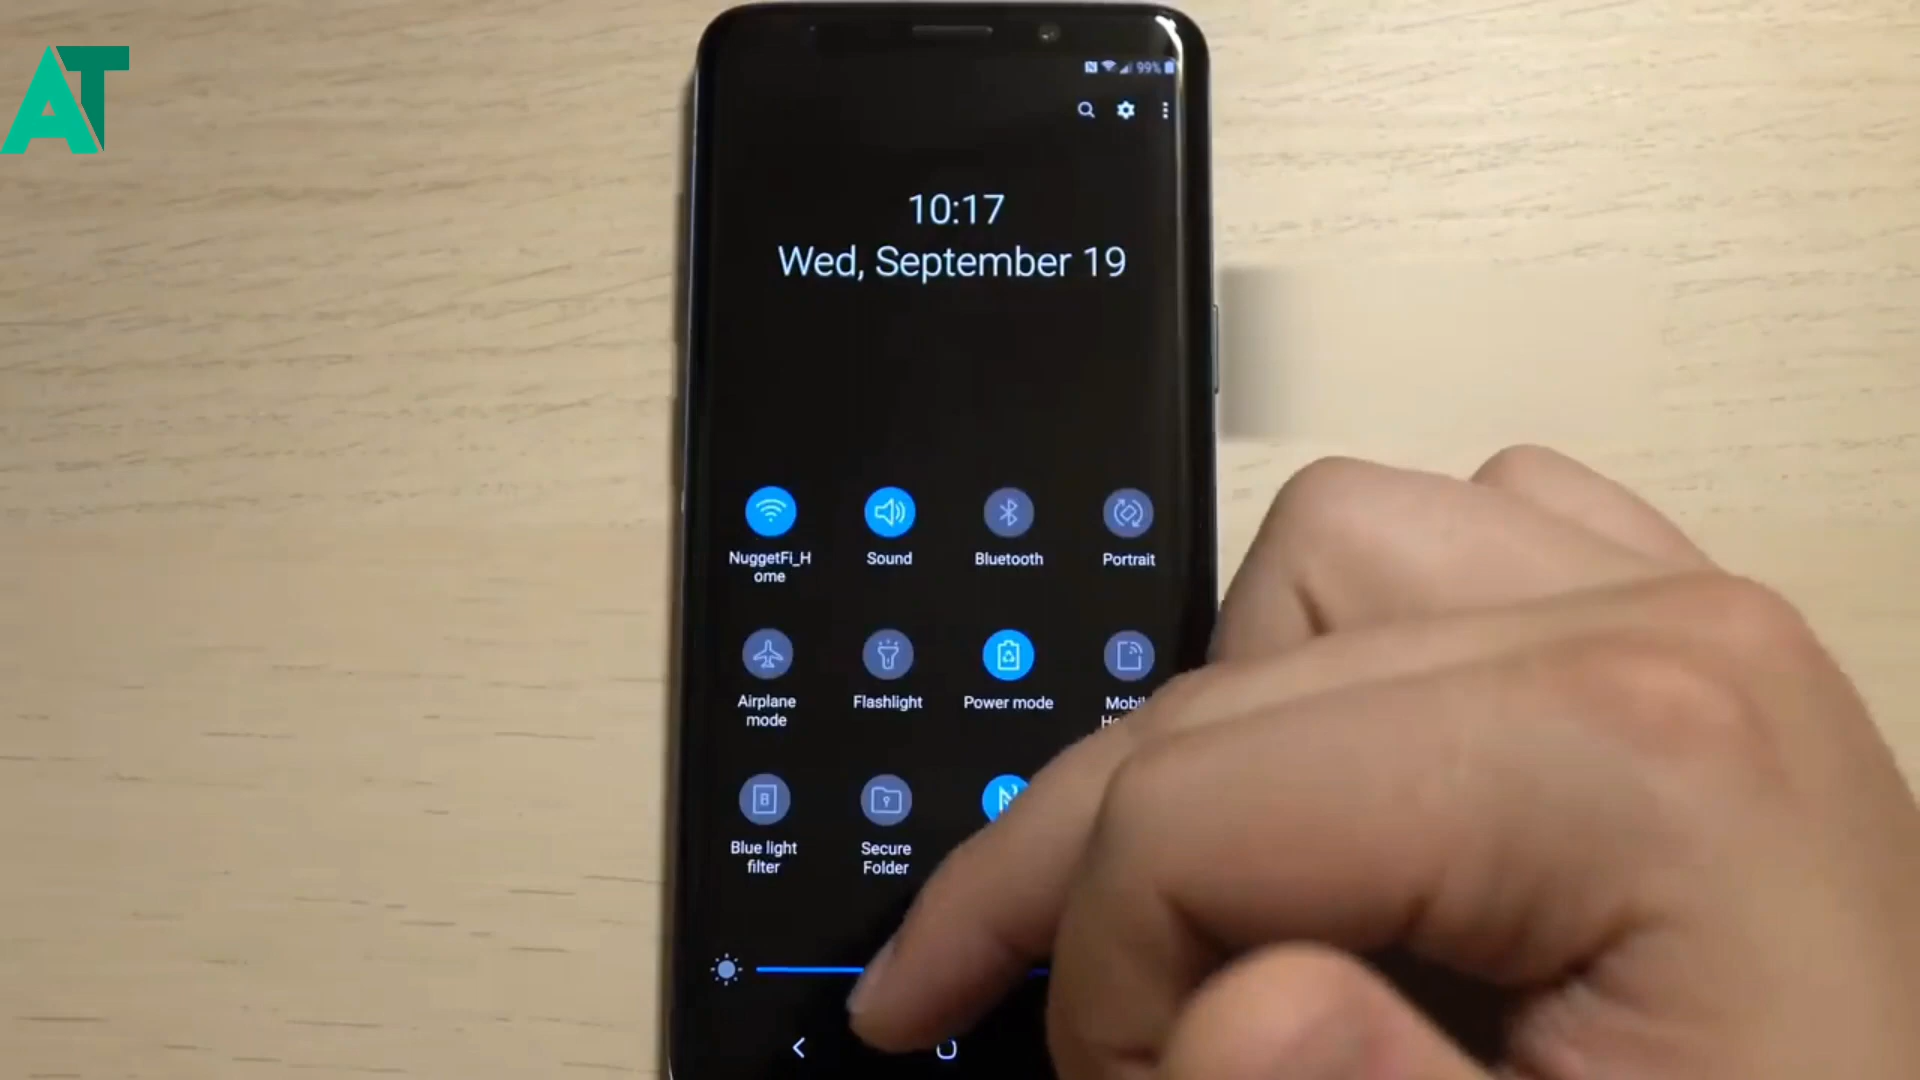 AT
99%
10:17
Wed, September 19
NuggetFi_H
ome
Sound
Bluetooth
Portrait
Airplane
mode
Flashlight
Power mode
Blue light
filter
Secure
Folder